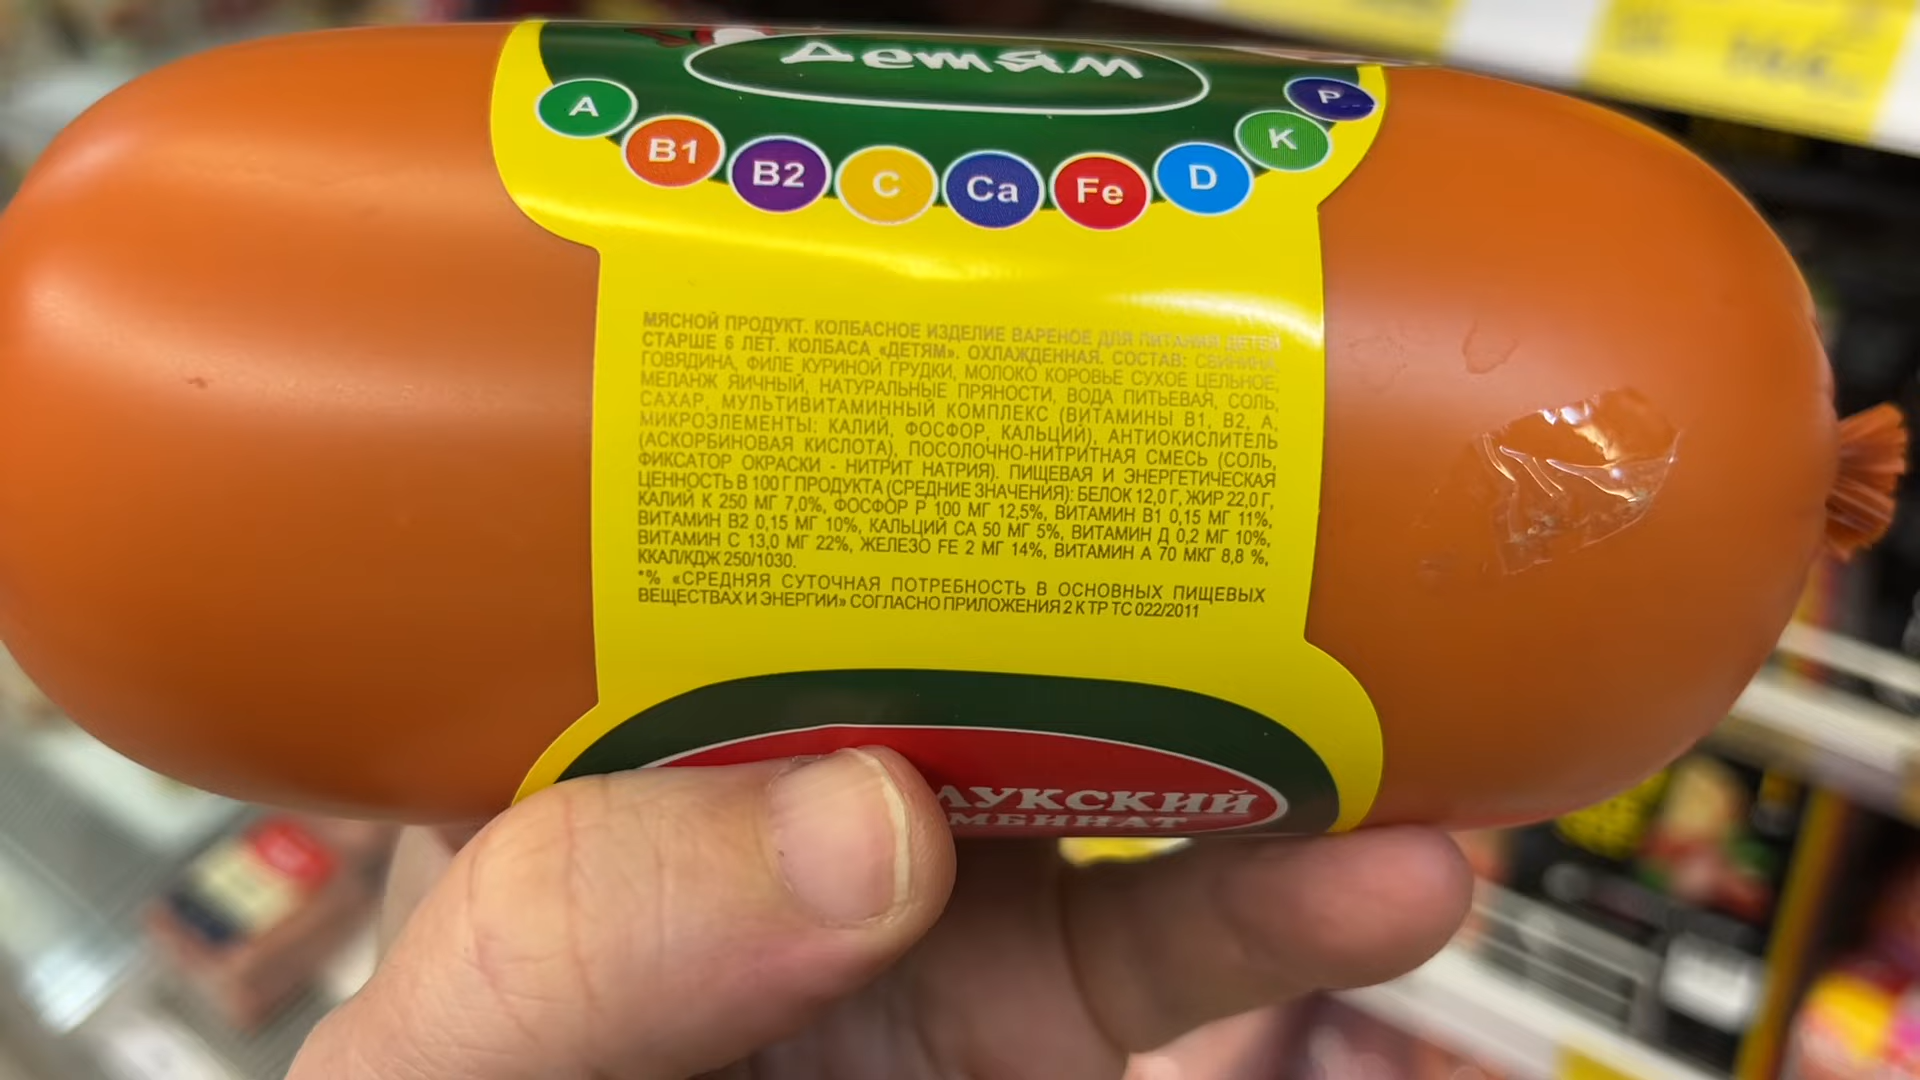 Детям
A
B1
B2
C
Ca
Fe
D
K
P
МЯСНОЙ ПРОДУКТ. КОЛБАСНОЕ ИЗДЕЛИЕ ВАРЕНОЕ ДЛЯ ПИТАНИЯ ДЕТЕЙ
СТАРШЕ 6 ЛЕТ. КОЛБАСА «ДЕТЯМ». ОХЛАЖДЕННАЯ. СОСТАВ: СВИНИНА,
ГОВЯДИНА, ФИЛЕ КУРИНОЙ ГРУДКИ, МОЛОКО КОРОВЬЕ СУХОЕ ЦЕЛЬНОЕ,
МЕЛАНЖ ЯИЧНЫЙ, НАТУРАЛЬНЫЕ ПРЯНОСТИ, ВОДА ПИТЬЕВАЯ, СОЛЬ,
САХАР, МУЛЬТИВИТАМИННЫЙ КОМПЛЕКС (ВИТАМИНЫ В1, В2, А,
МИКРОЭЛЕМЕНТЫ: КАЛИЙ, ФОСФОР, КАЛЬЦИЙ), АНТИОКИСЛИТЕЛЬ
(АСКОРБИНОВАЯ КИСЛОТА), ПОСОЛОЧНО-НИТРИТНАЯ СМЕСЬ (СОЛЬ,
ФИКСАТОР ОКРАСКИ - НИТРИТ НАТРИЯ). ПИЩЕВАЯ И ЭНЕРГЕТИЧЕСКАЯ
ЦЕННОСТЬ В 100 Г ПРОДУКТА (СРЕДНИЕ ЗНАЧЕНИЯ): БЕЛОК 12,0 Г, ЖИР 22,0 Г,
КАЛИЙ К 250 МГ 7,0%, ФОСФОР Р 100 МГ 12,5%, ВИТАМИН В1 0,15 МГ 11%,
ВИТАМИН В2 0,15 МГ 10%, КАЛЬЦИЙ СА 50 МГ 5%, ВИТАМИН Д 0,2 МГ 10%,
ВИТАМИН С 13,0 МГ 22%, ЖЕЛЕЗО FE 2 МГ 14%, ВИТАМИН А 70 МКГ 8,8 %,
ККАЛ/КДЖ 250/1030.
*% «СРЕДНЯЯ СУТОЧНАЯ ПОТРЕБНОСТЬ В ОСНОВНЫХ ПИЩЕВЫХ
ВЕЩЕСТВАХ И ЭНЕРГИИ» СОГЛАСНО ПРИЛОЖЕНИЯ 2 К ТР ТС 022/2011
ЛУКСКИЙ
МБИНАТ